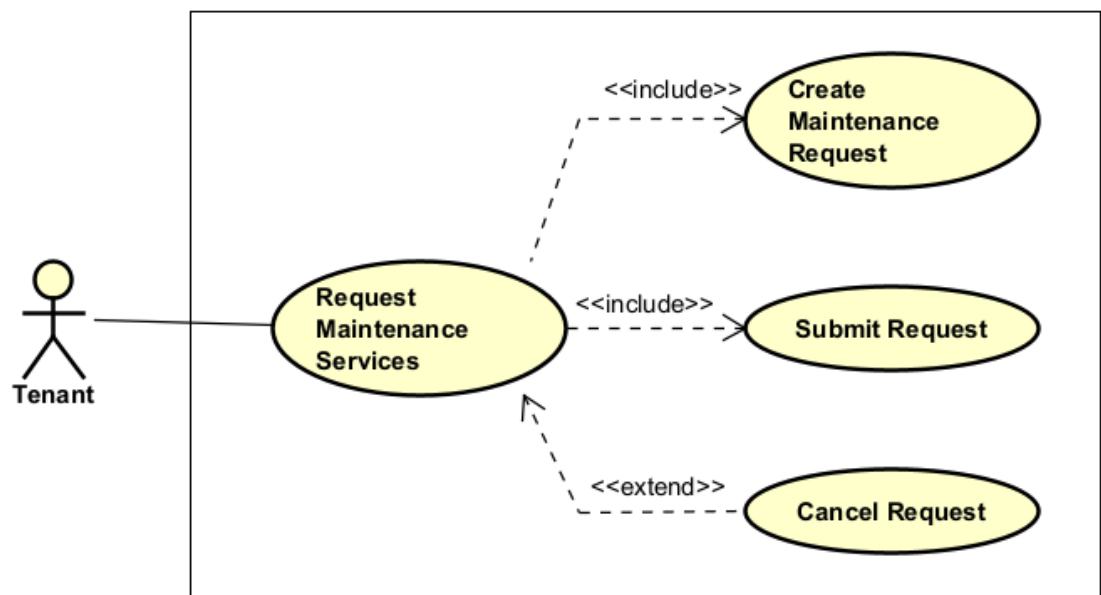 <<include>>
Create
Maintenance
Request
Request
Maintenance
Services
<<include>>
Submit Request
Tenant
<<extend>>
Cancel Request